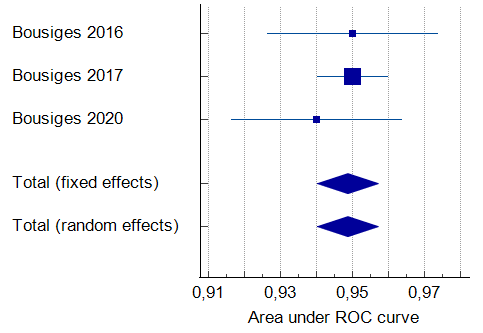 Bousiges 2016
Bousiges 2017
Bousiges 2020
Total (fixed effects)
Total (random effects)
0,91 0,93 0,95 0,97
Area under ROC curve